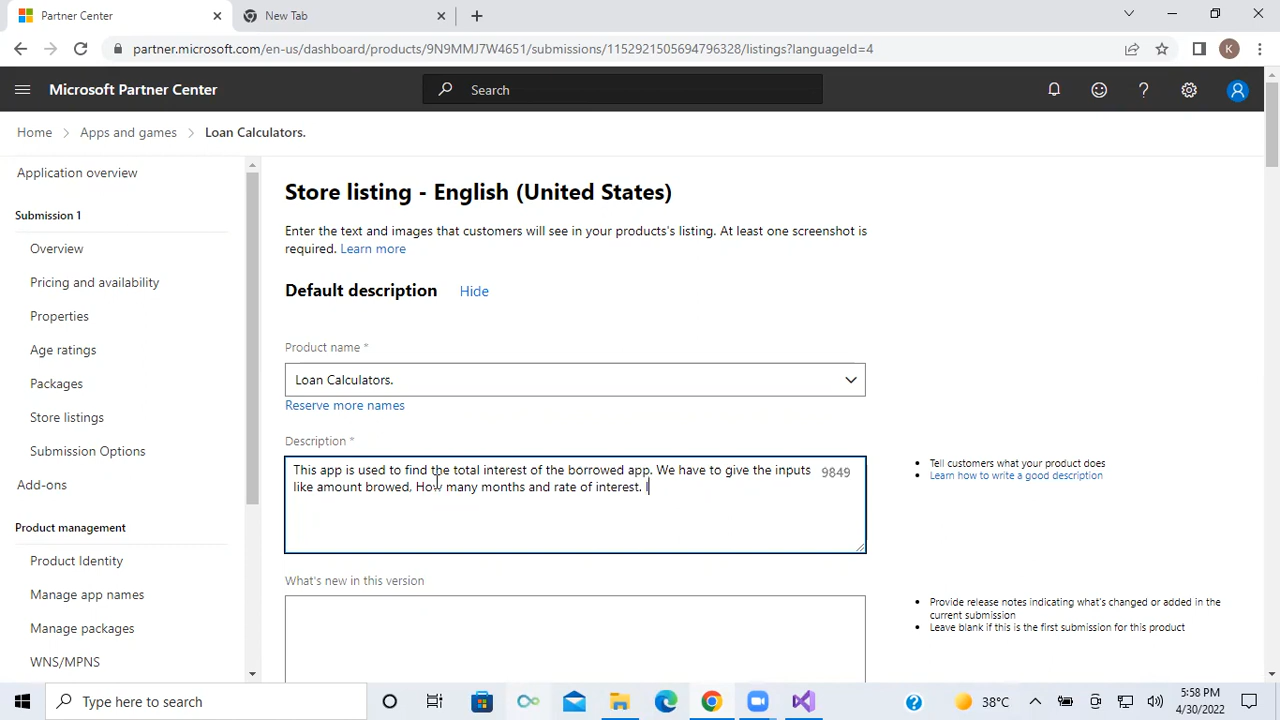 Partner Center
New Tab
partner.microsoft.com/en-us/dashboard/products/9N9MMJ7W4651/submissions/1152921505694796328/listings?languageId=4
K
Microsoft Partner Center
Search
Home > Apps and games > Loan Calculators.
Application overview
Submission 1
Overview
Pricing and availability
Properties
Age ratings
Packages
Store listings
Submission Options
Add-ons
Product management
Product Identity
Manage app names
Manage packages
WNS/MPNS
Store listing - English (United States)
Enter the text and images that customers will see in your products's listing. At least one screenshot is
required. Learn more
Default description Hide
Product name *
Loan Calculators.
Reserve more names
Description *
This app is used to find the total interest of the borrowed app. We have to give the inputs 9849
like amount browed, How many months and rate of interest. I
Tell customers what your product does
Learn how to write a good description
What's new in this version
Provide release notes indicating what's changed or added in the
current submission
Leave blank if this is the first submission for this product
Type here to search
38°C
5:58 PM
4/30/2022